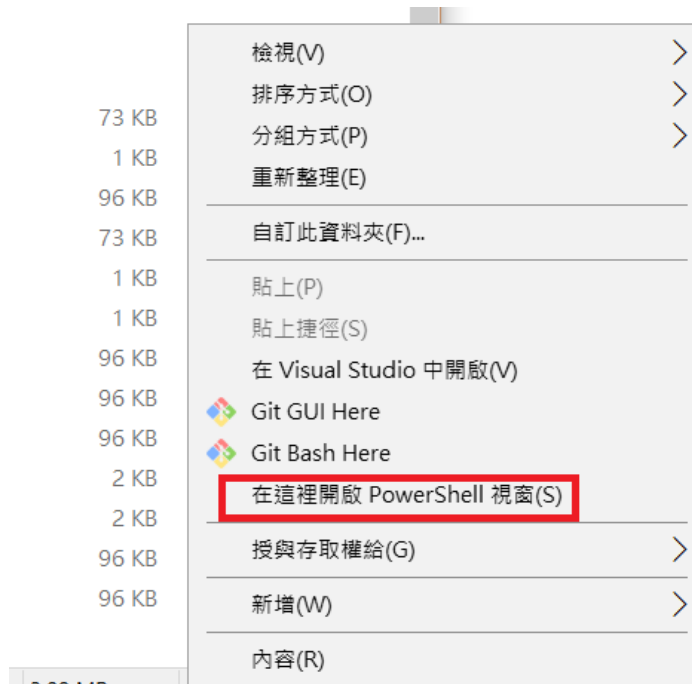 73 KB
1 KB
96 KB
73 KB
1 KB
1 KB
96 KB
96 KB
96 KB
2 KB
2 KB
96 KB
96 KB
檢視(V)
排序方式(O)
分組方式(P)
重新整理(E)
自訂此資料夾(F)...
貼上(P)
貼上捷徑(S)
在 Visual Studio 中開啟(V)
Git GUI Here
Git Bash Here
在這裡開啟 PowerShell 視窗(S)
授與存取權給(G)
新增(W)
內容(R)